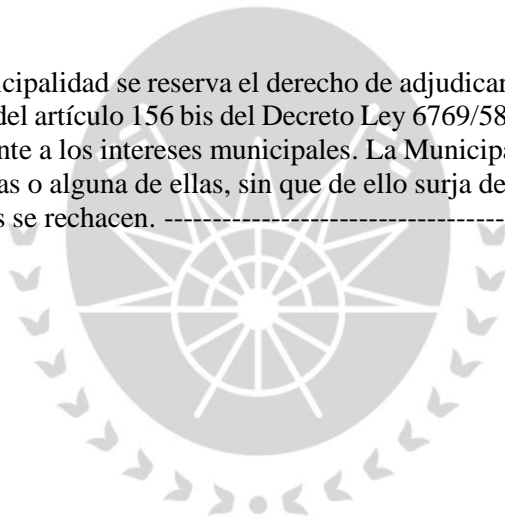 cipalidad se reserva el derecho de adjudicar
del artículo 156 bis del Decreto Ley 6769/58
nte a los intereses municipales. La Municipa
as o alguna de ellas, sin que de ello surja de
s se rechacen. ------------------------------------